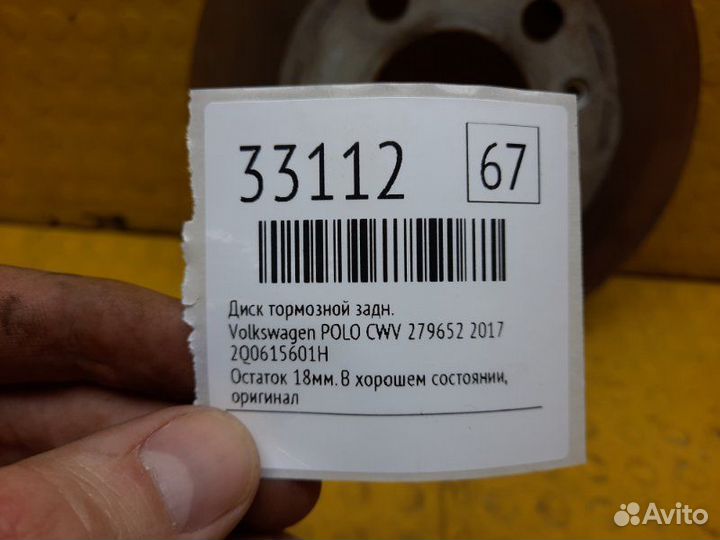 33112 67
Диск тормозной задн.
Volkswagen POLO CWV 279652 2017
2Q0615601H
Остаток 18мм. В хорошем состоянии,
оригинал
Avito